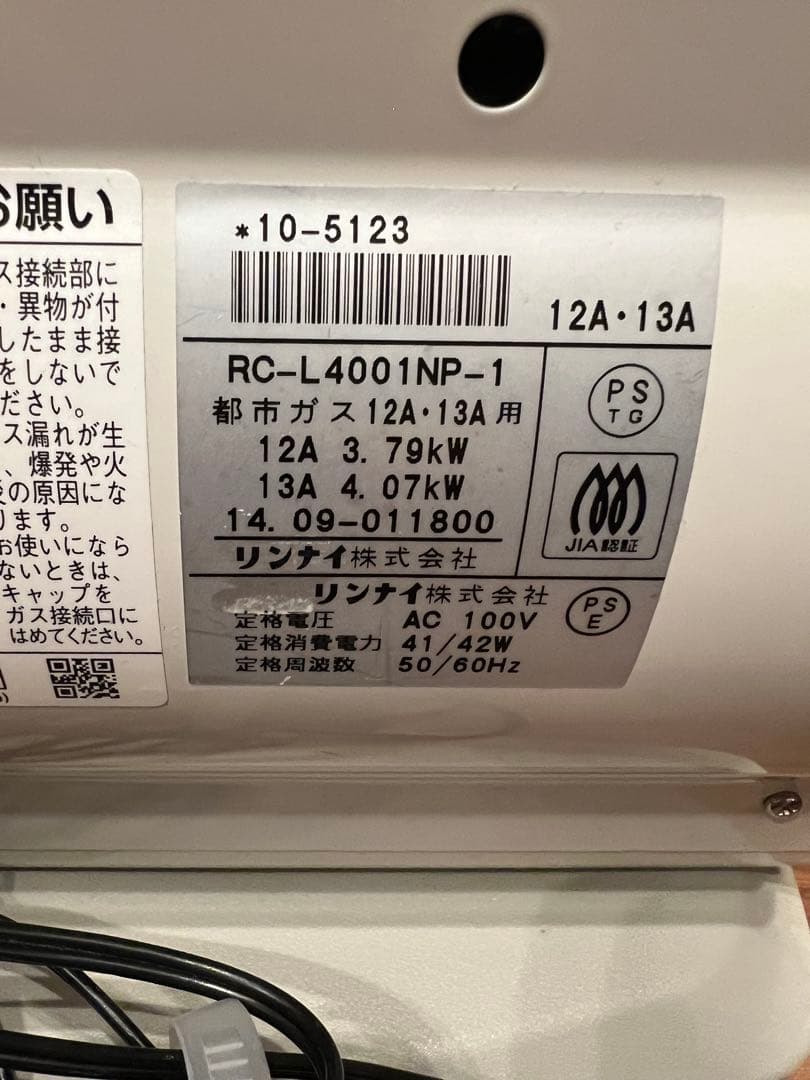 お願い
ス接続部に
・異物が付
したまま接
をしないで
ださい。
ス漏れが生
、爆発や火
災の原因にな
ります。
お使いになら
ないときは、
キャップを
ガス接続口に
はめてください。
*10-5123
12A・13A
RC-L4001NP-1
都市ガス12A・13A用
12A 3.79kW
13A 4.07kW
14.09-011800
リンナイ株式会社
PS
TG
JIA認証
リンナイ株式会社
定格電圧 AC 100V
定格消費電力 41/42W
定格周波数 50/60Hz
PS
E